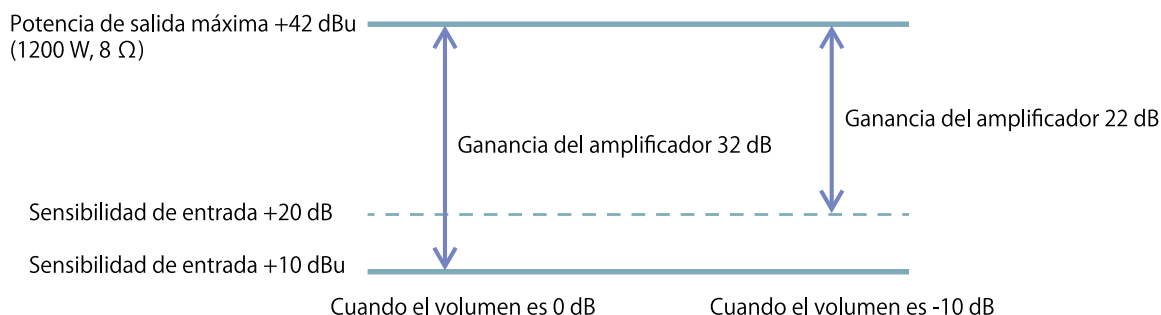 Potencia de salida máxima +42 dBu
(1200 W, 8 Ω)
Ganancia del amplificador 22 dB
Ganancia del amplificador 32 dB
Sensibilidad de entrada +20 dB
Sensibilidad de entrada +10 dBu
Cuando el volumen es 0 dB
Cuando el volumen es -10 dB